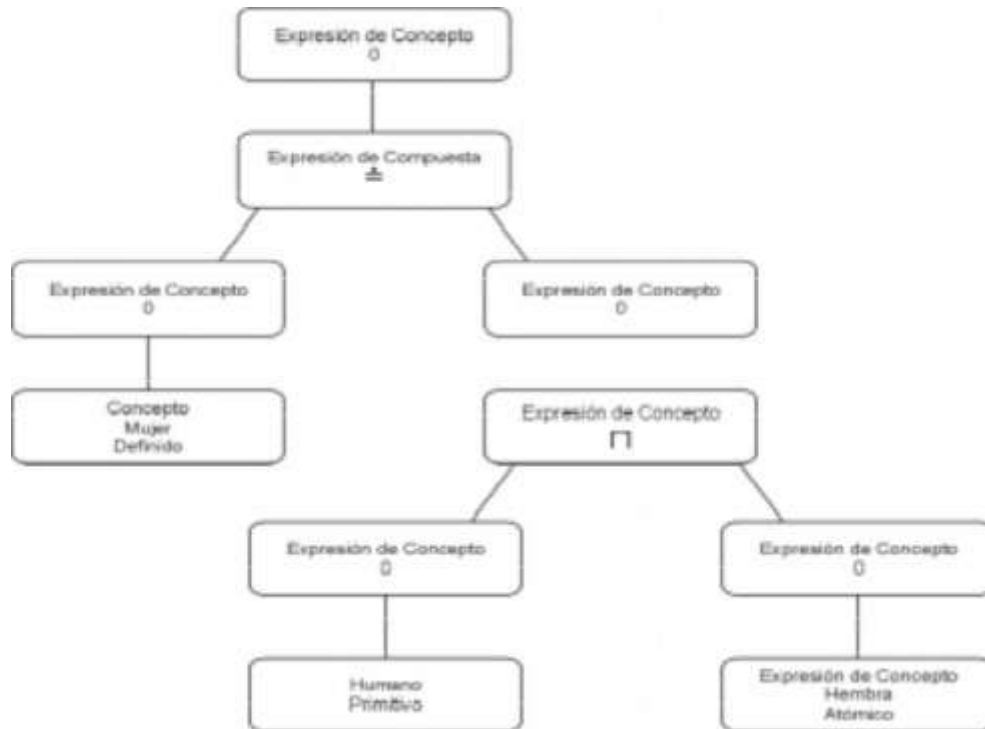 Expresión de Concepto
0
Expresión de Compuesta
≐
Expresión de Concepto
0
Expresión de Concepto
0
Concepto
Mujer
Definido
Expresión de Concepto
⊓
Expresión de Concepto
0
Expresión de Concepto
0
Humano
Primitivo
Expresión de Concepto
Hembra
Atómico